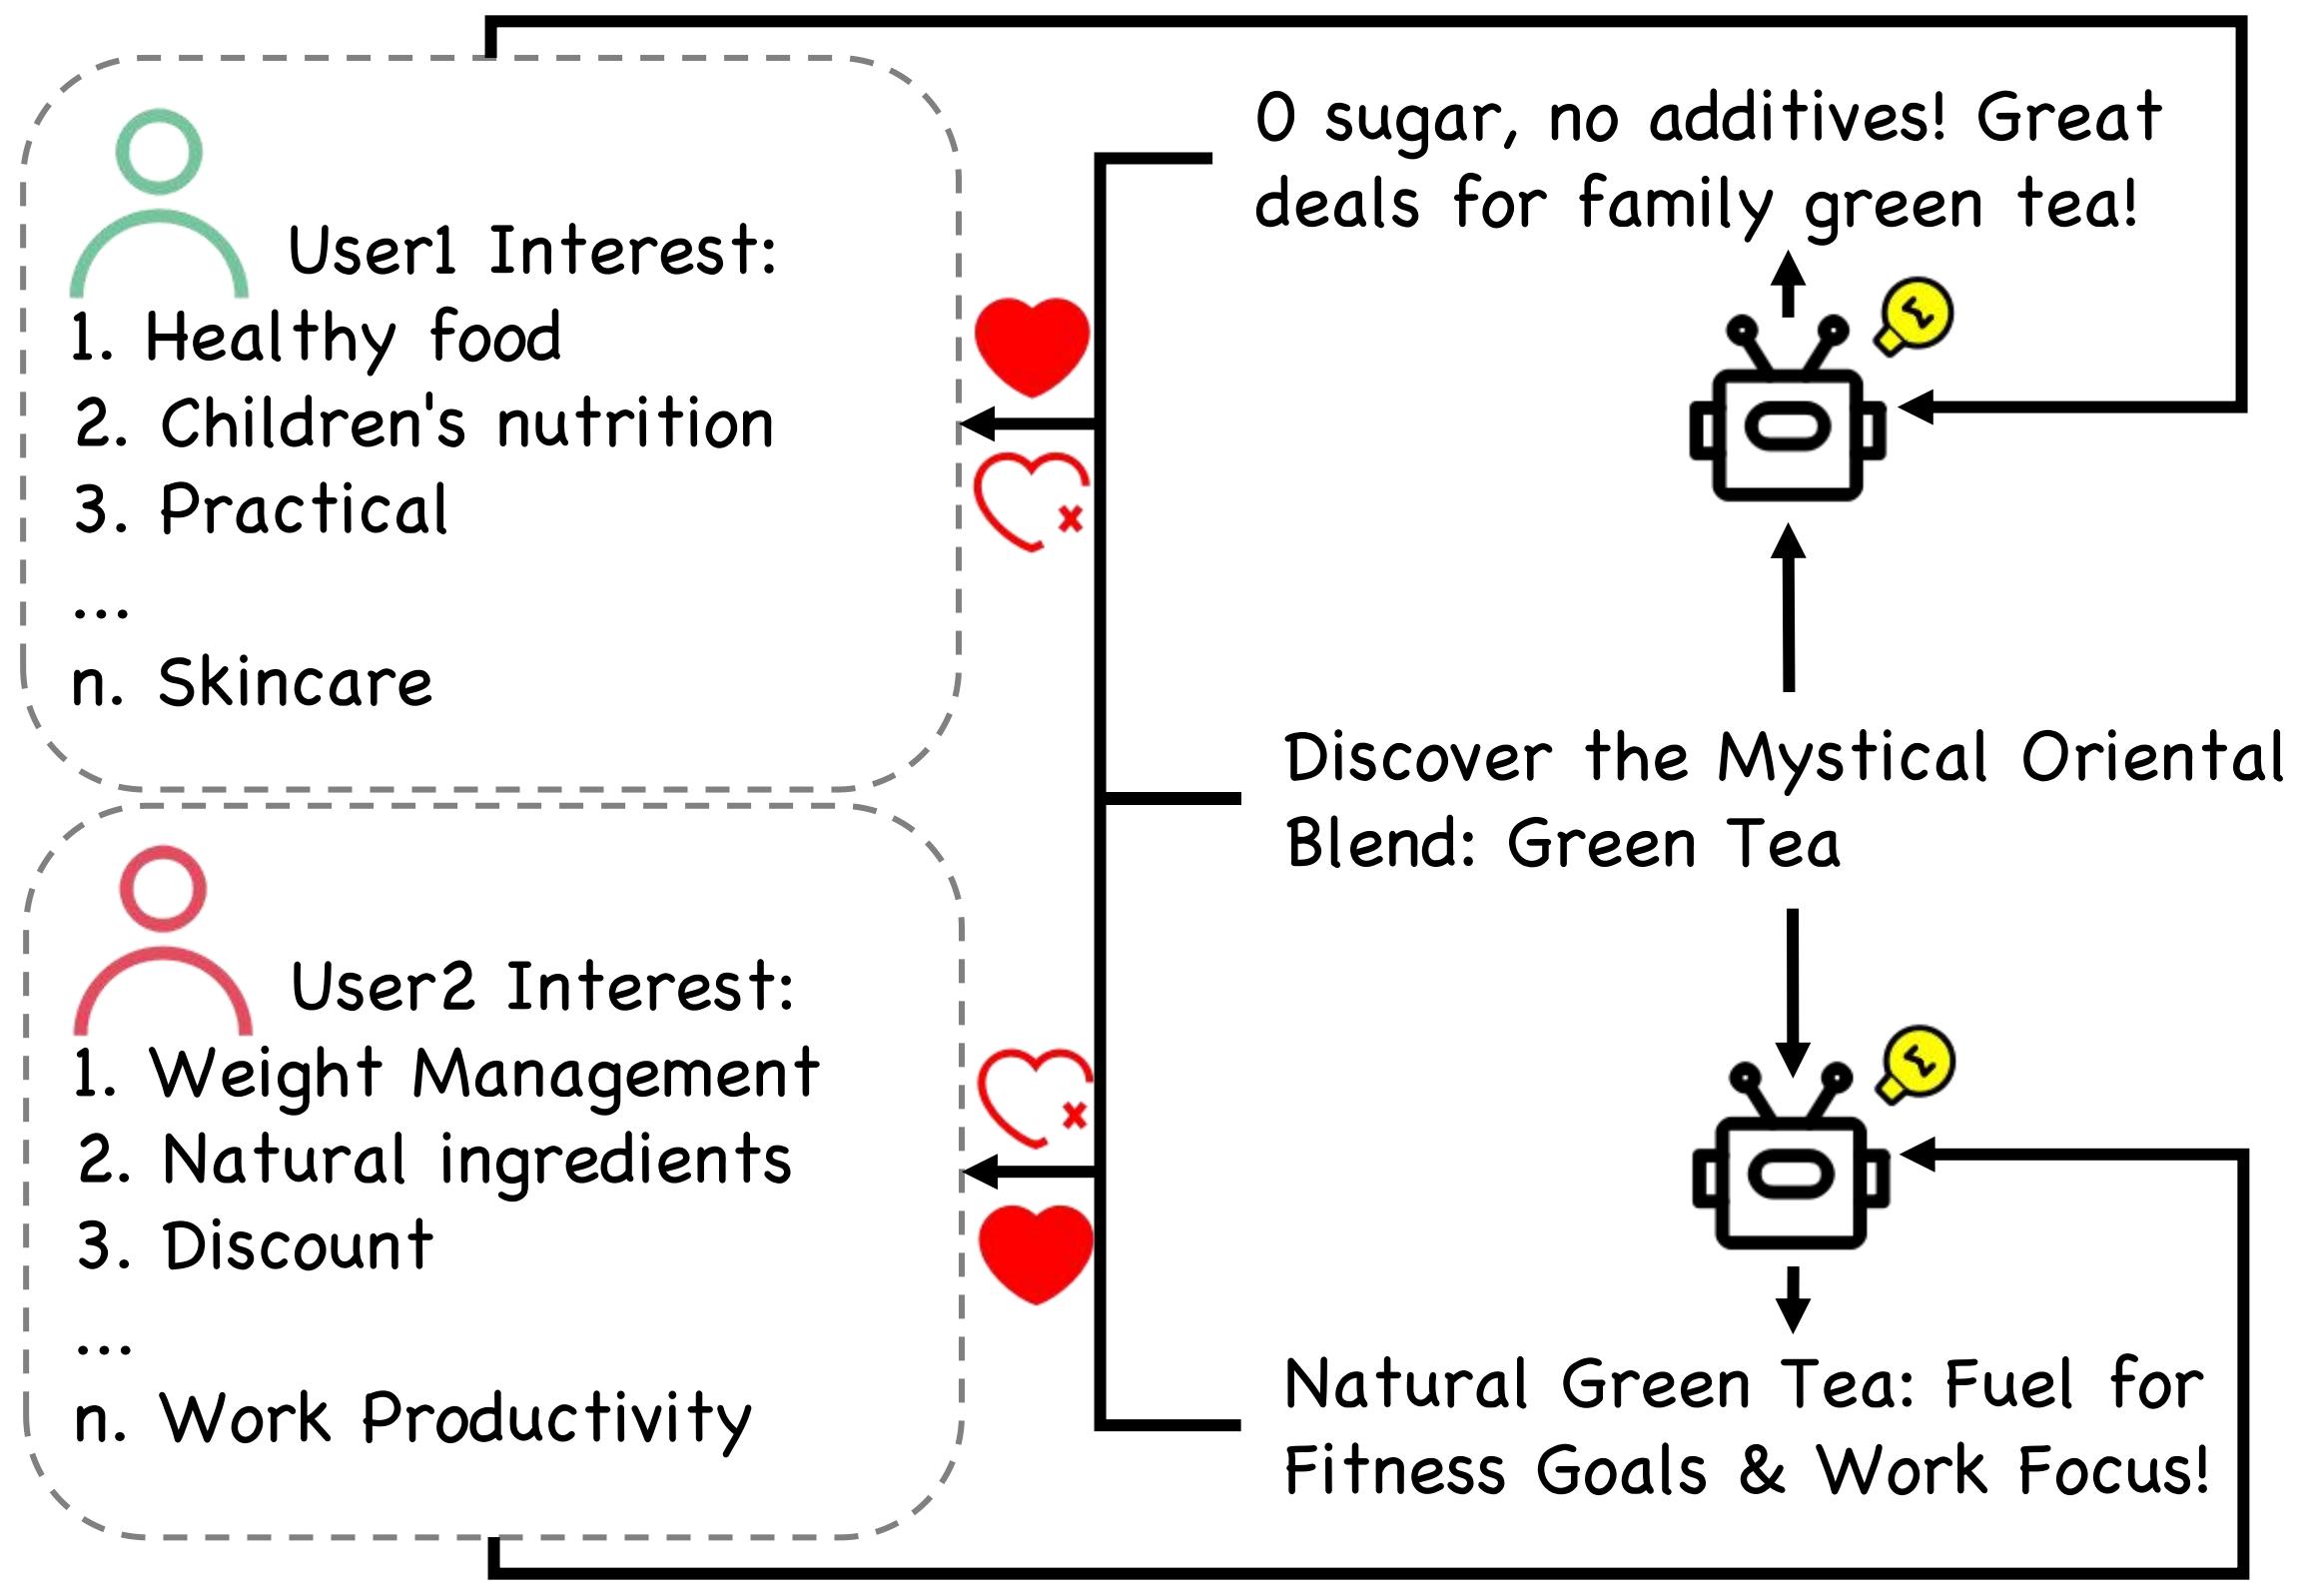 User1 Interest:
1. Healthy food
2. Children's nutrition
3. Practical
...
n. Skincare
User2 Interest:
1. Weight Management
2. Natural ingredients
3. Discount
...
n. Work Productivity
0 sugar, no additives! Great
deals for family green tea!
Discover the Mystical Oriental
Blend: Green Tea
Natural Green Tea: Fuel for
Fitness Goals & Work Focus!